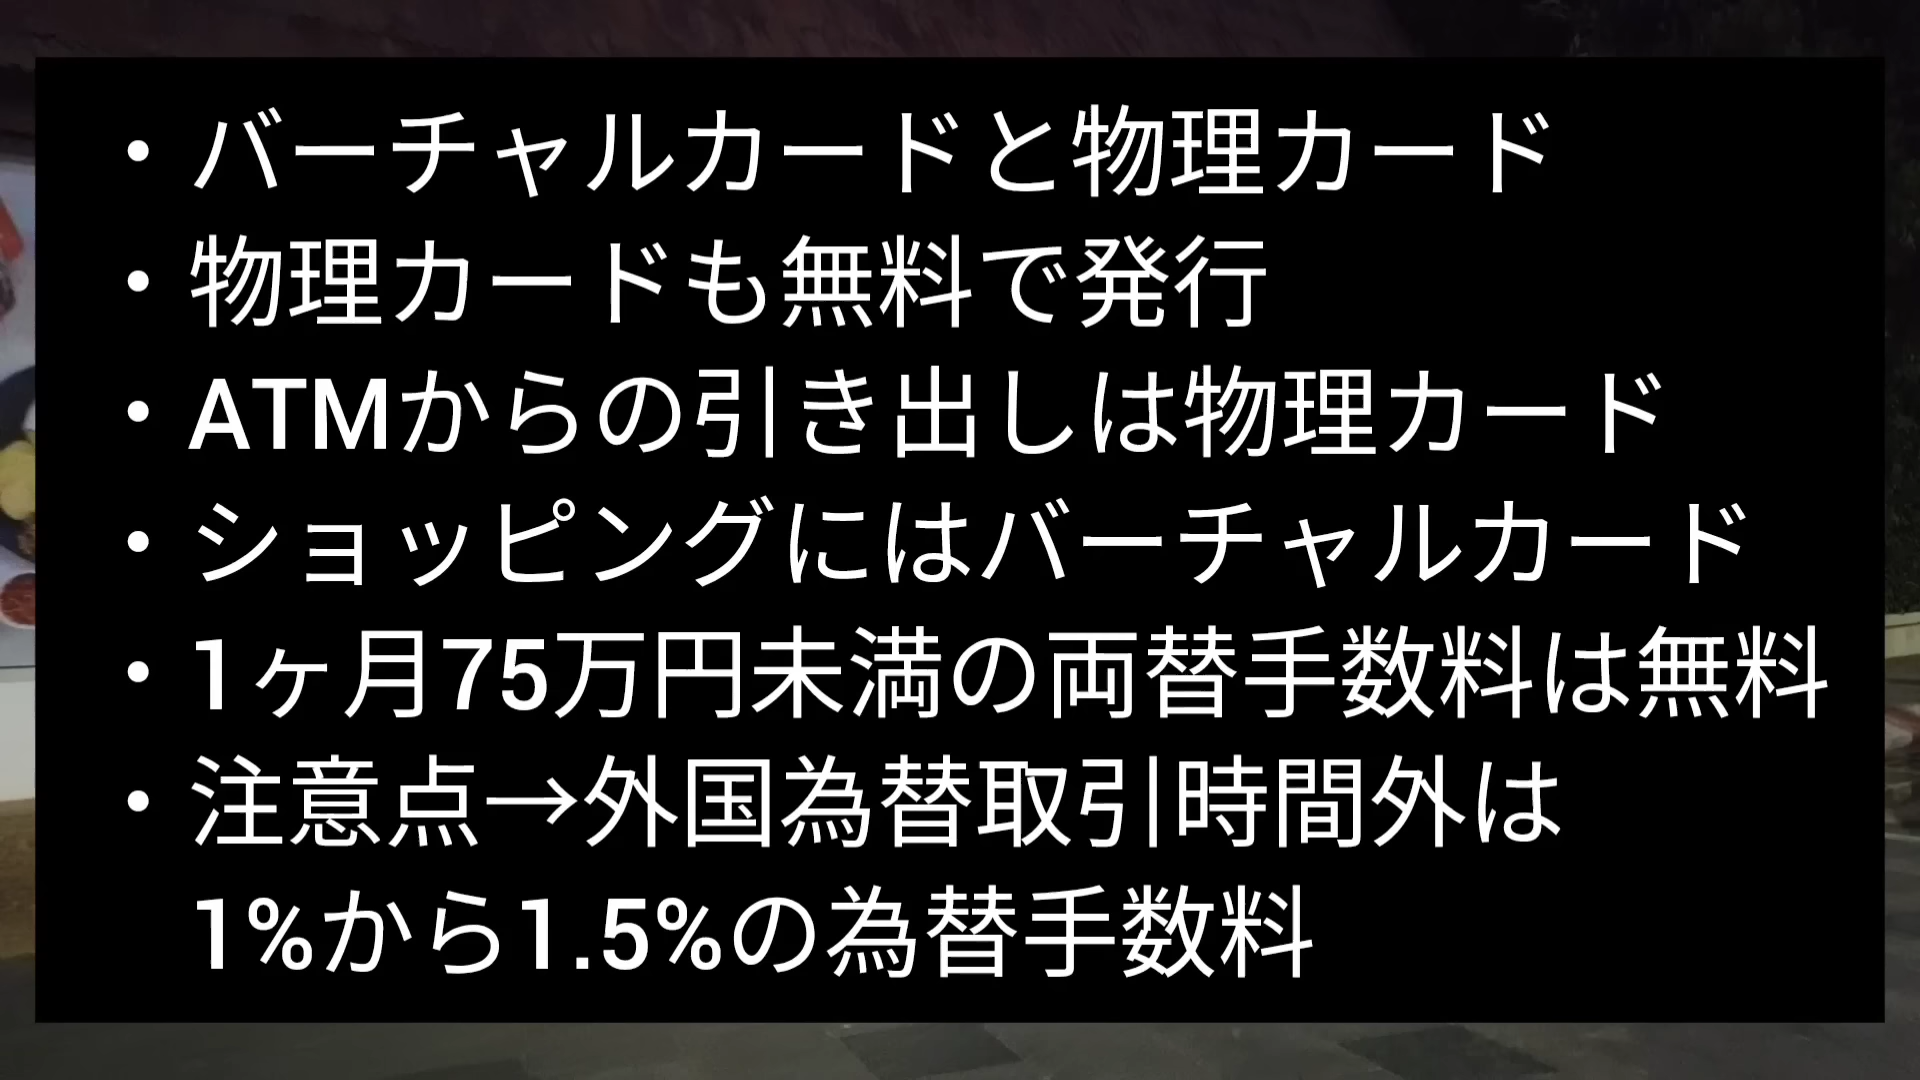 ・バーチャルカードと物理カード
・物理カードも無料で発行
・ATMからの引き出しは物理カード
・ショッピングにはバーチャルカード
・1ヶ月75万円未満の両替手数料は無料
・注意点→外国為替取引時間外は
1%から1.5%の為替手数料